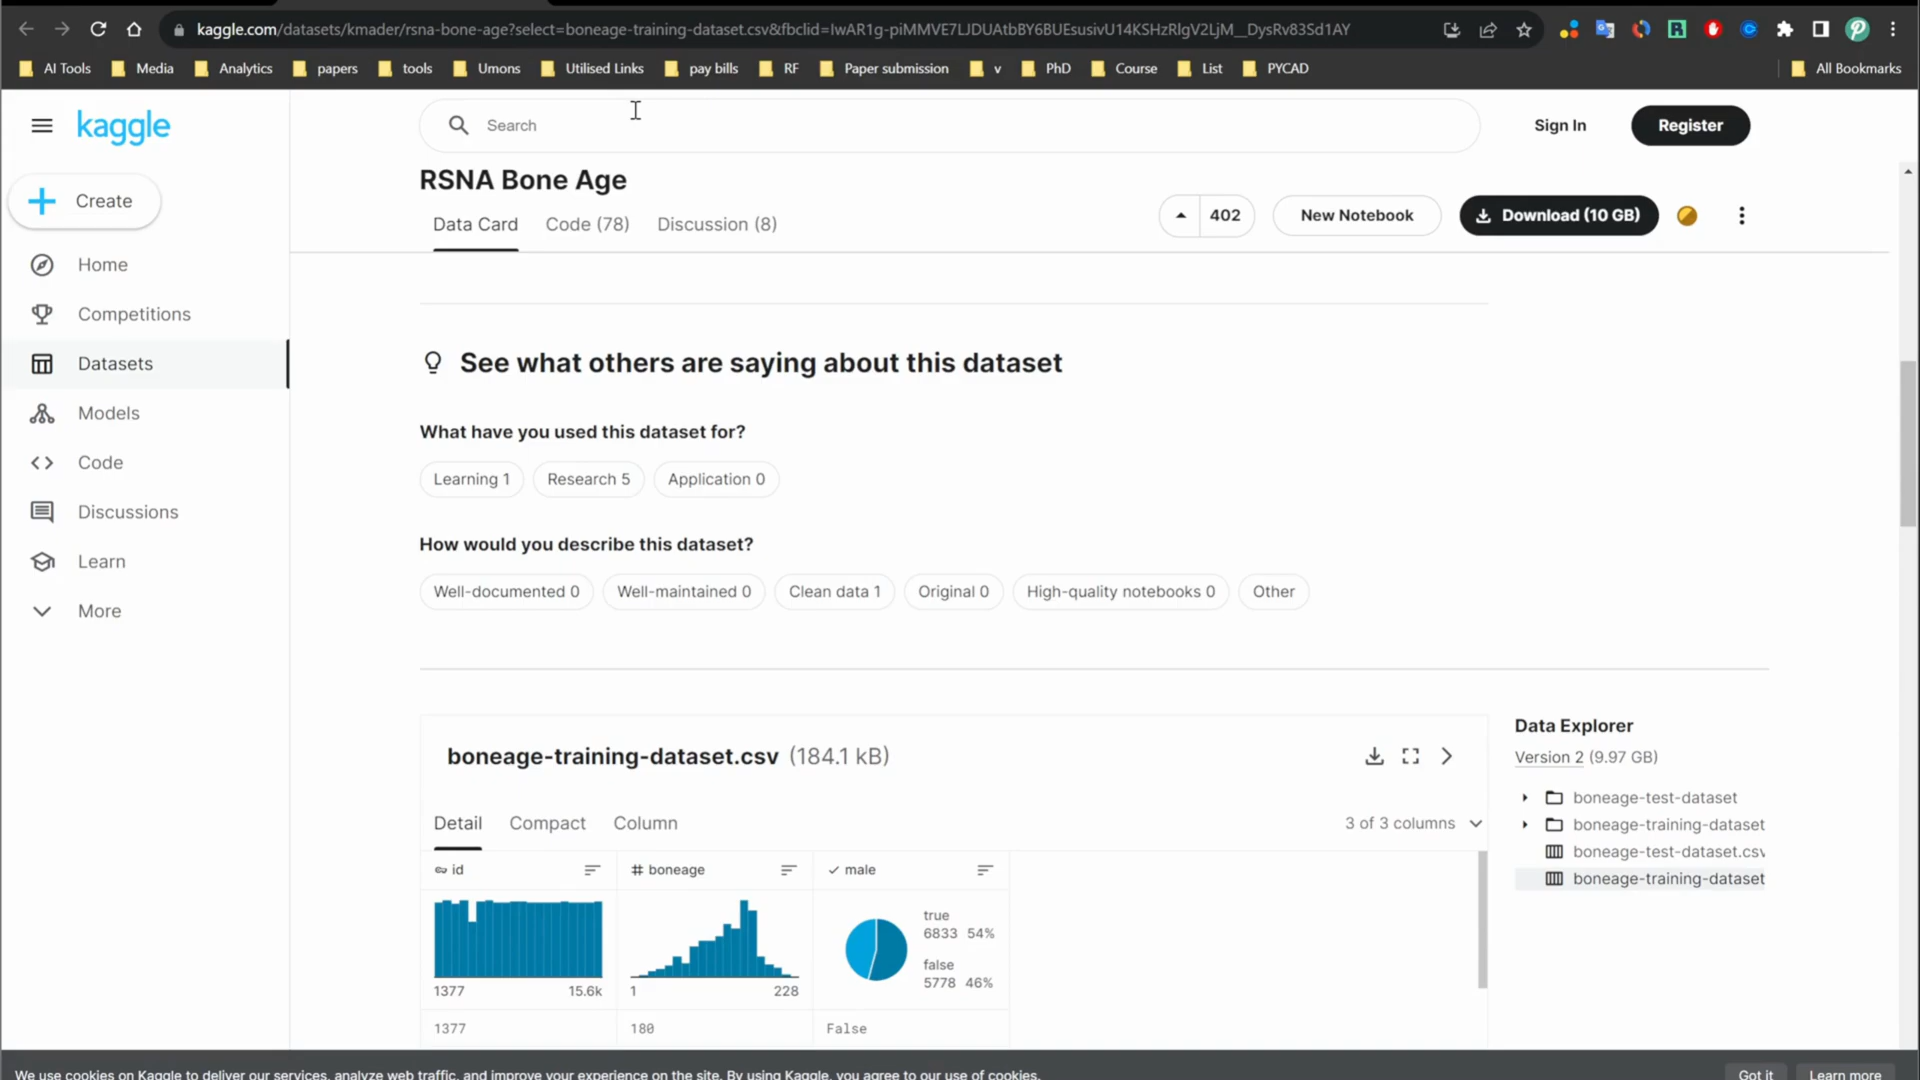 kaggle.com/datasets/kmader/rsna-bone-age?select=boneage-training-dataset.csv&fbclid=IwAR1g-piMMVE7LJDUAtbBY6BUEsusivU14KSHzRlgV2LjM__DysRv83Sd1AY
AI Tools Media Analytics papers tools Umons Utilised Links pay bills RF Paper submission v PhD Course List PYCAD All Bookmarks
kaggle
Search
Sign In
Register
RSNA Bone Age
Data Card Code (78) Discussion (8)
402
New Notebook
Download (10 GB)
Create
Home
Competitions
Datasets
Models
Code
Discussions
Learn
More
See what others are saying about this dataset
What have you used this dataset for?
Learning 1 Research 5 Application 0
How would you describe this dataset?
Well-documented 0 Well-maintained 0 Clean data 1 Original 0 High-quality notebooks 0 Other
boneage-training-dataset.csv (184.1 kB)
Detail Compact Column
3 of 3 columns
id # boneage male
true
6833 54%
false
5778 46%
1377 15.6k 1 228
1377 180 False
Data Explorer
Version 2 (9.97 GB)
boneage-test-dataset
boneage-training-dataset
boneage-test-dataset.csv
boneage-training-dataset
We use cookies on Kaggle to deliver our services, analyze web traffic, and improve your experience on the site. By using Kaggle, you agree to our use of cookies.
Got it Learn more